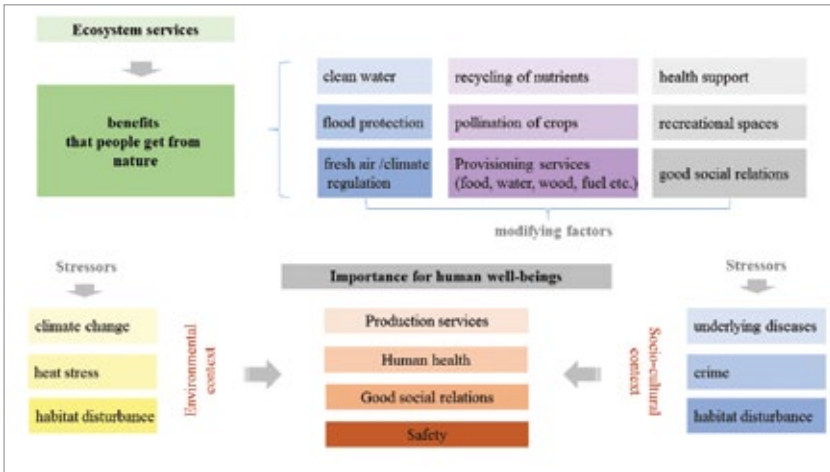 Ecosystem services
benefits
that people get from
nature
clean water
recycling of nutrients
health support
flood protection
pollination of crops
recreational spaces
fresh air /climate
regulation
Provisioning services
(food, water, wood, fuel etc.)
good social relations
modifying factors
Stressors
Importance for human well-beings
Stressors
climate change
heat stress
habitat disturbance
Environmental
context
Production services
Human health
Good social relations
Safety
Socio-cultural
context
underlying diseases
crime
habitat disturbance